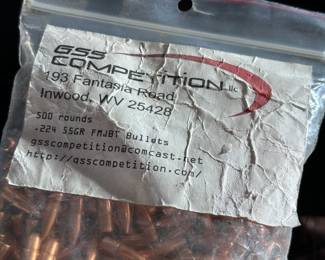 GSS
COMPETITION LLC
193 Fantasia Road
Inwood, WV 25428
500 rounds
.224 55GR FMJBT Bullets
gsscompetition@comcast.net
http://gsscompetition.com/